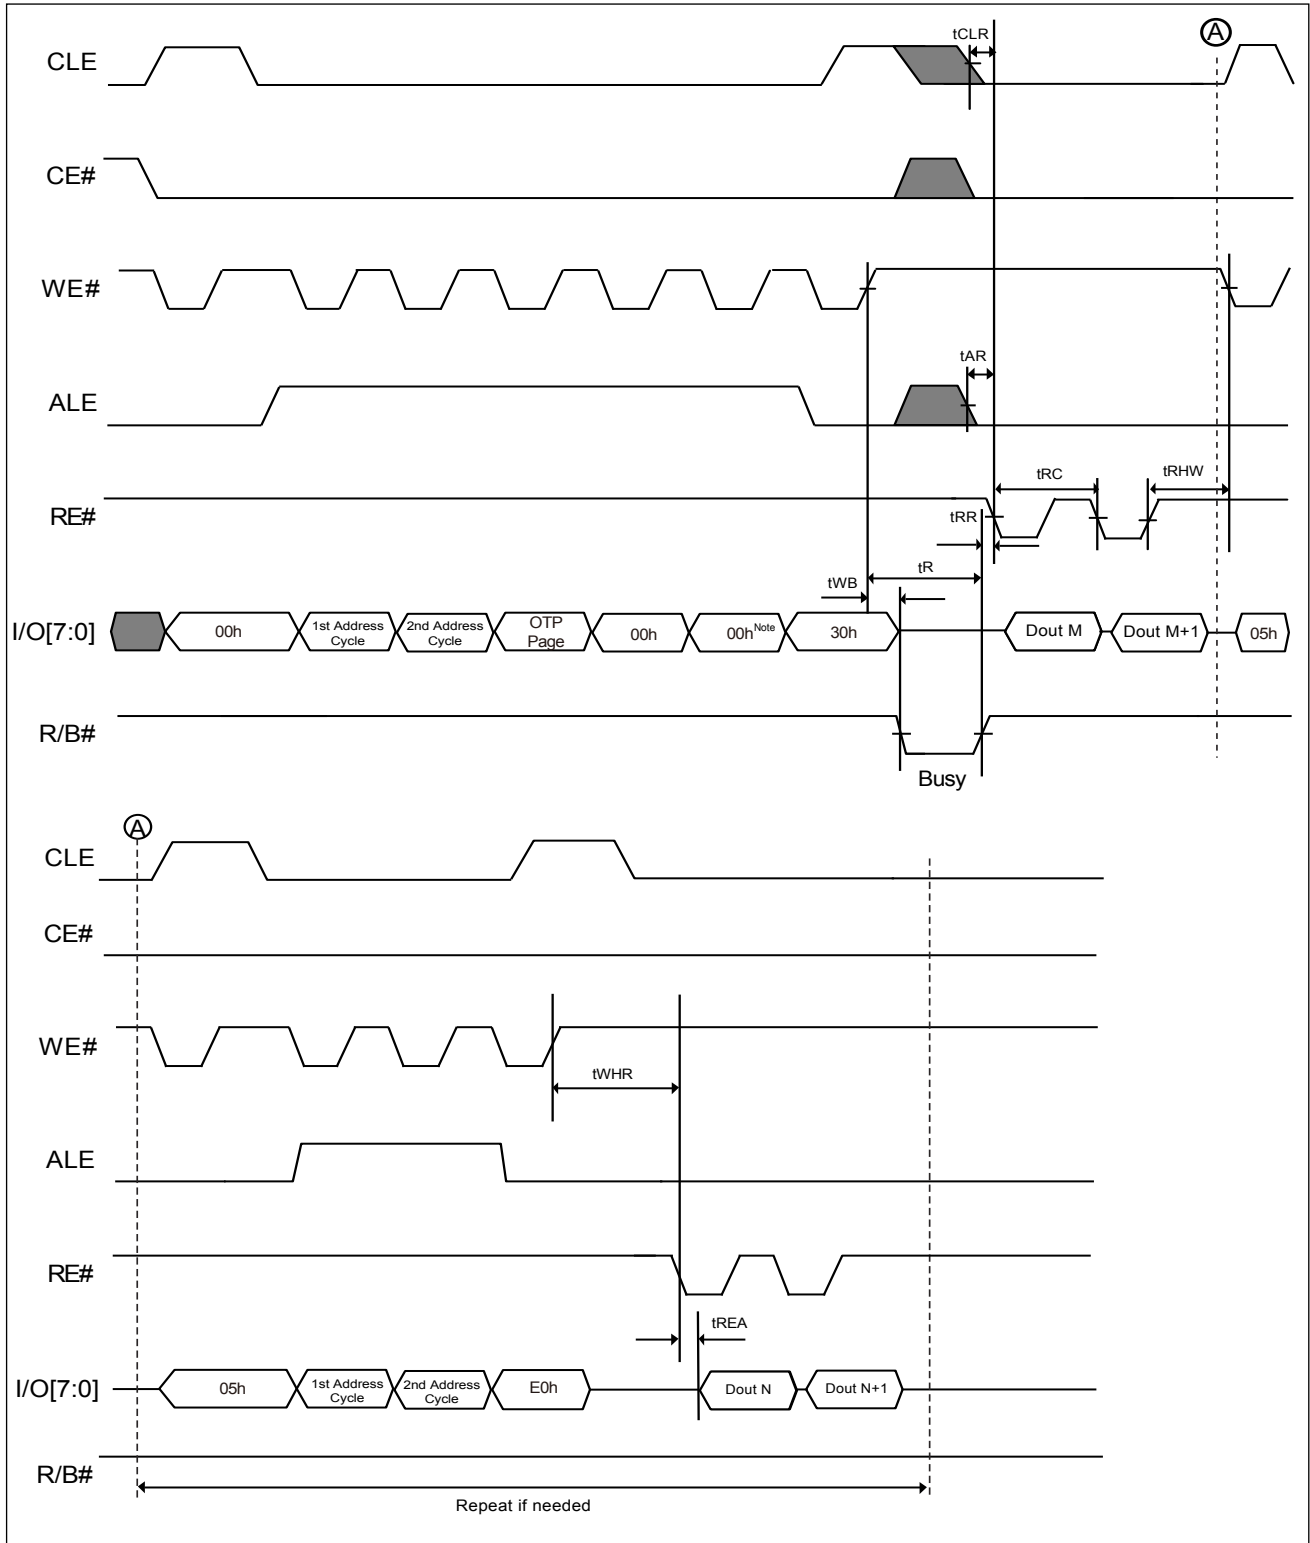 A
tCLR
CLE
CE#
WE#
tAR
ALE
tRC
tRHW
RE#
tRR
tR
tWB
I/O[7:0]
00h
1st Address
Cycle
2nd Address
Cycle
OTP
Page
00h
00hNote
30h
Dout M
Dout M+1
05h
R/B#
Busy
A
CLE
CE#
WE#
tWHR
ALE
RE#
tREA
I/O[7:0]
05h
1st Address
Cycle
2nd Address
Cycle
E0h
Dout N
Dout N+1
R/B#
Repeat if needed